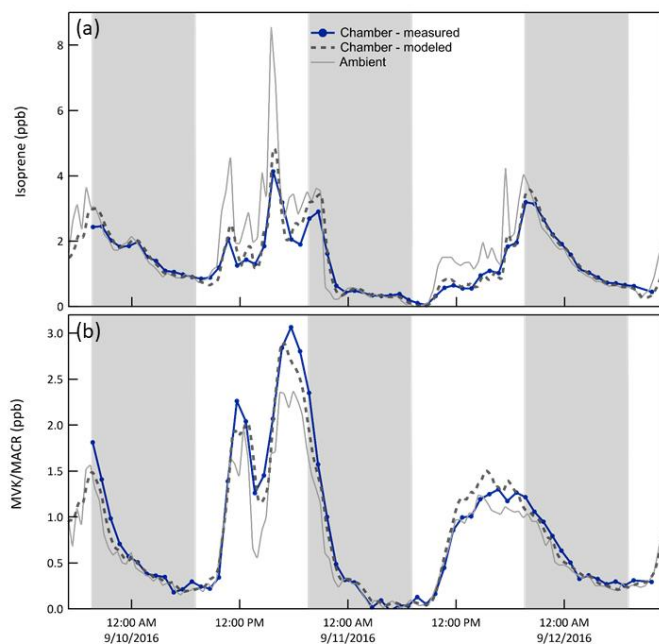 (a)
Chamber - measured
Chamber - modeled
Ambient
8
6
4
2
0
Isoprene (ppb)
(b)
3.0
2.5
2.0
1.5
1.0
0.5
0.0
MVK/MACR (ppb)
12:00 AM 12:00 PM 12:00 AM 12:00 PM 12:00 AM
9/10/2016 9/11/2016 9/12/2016